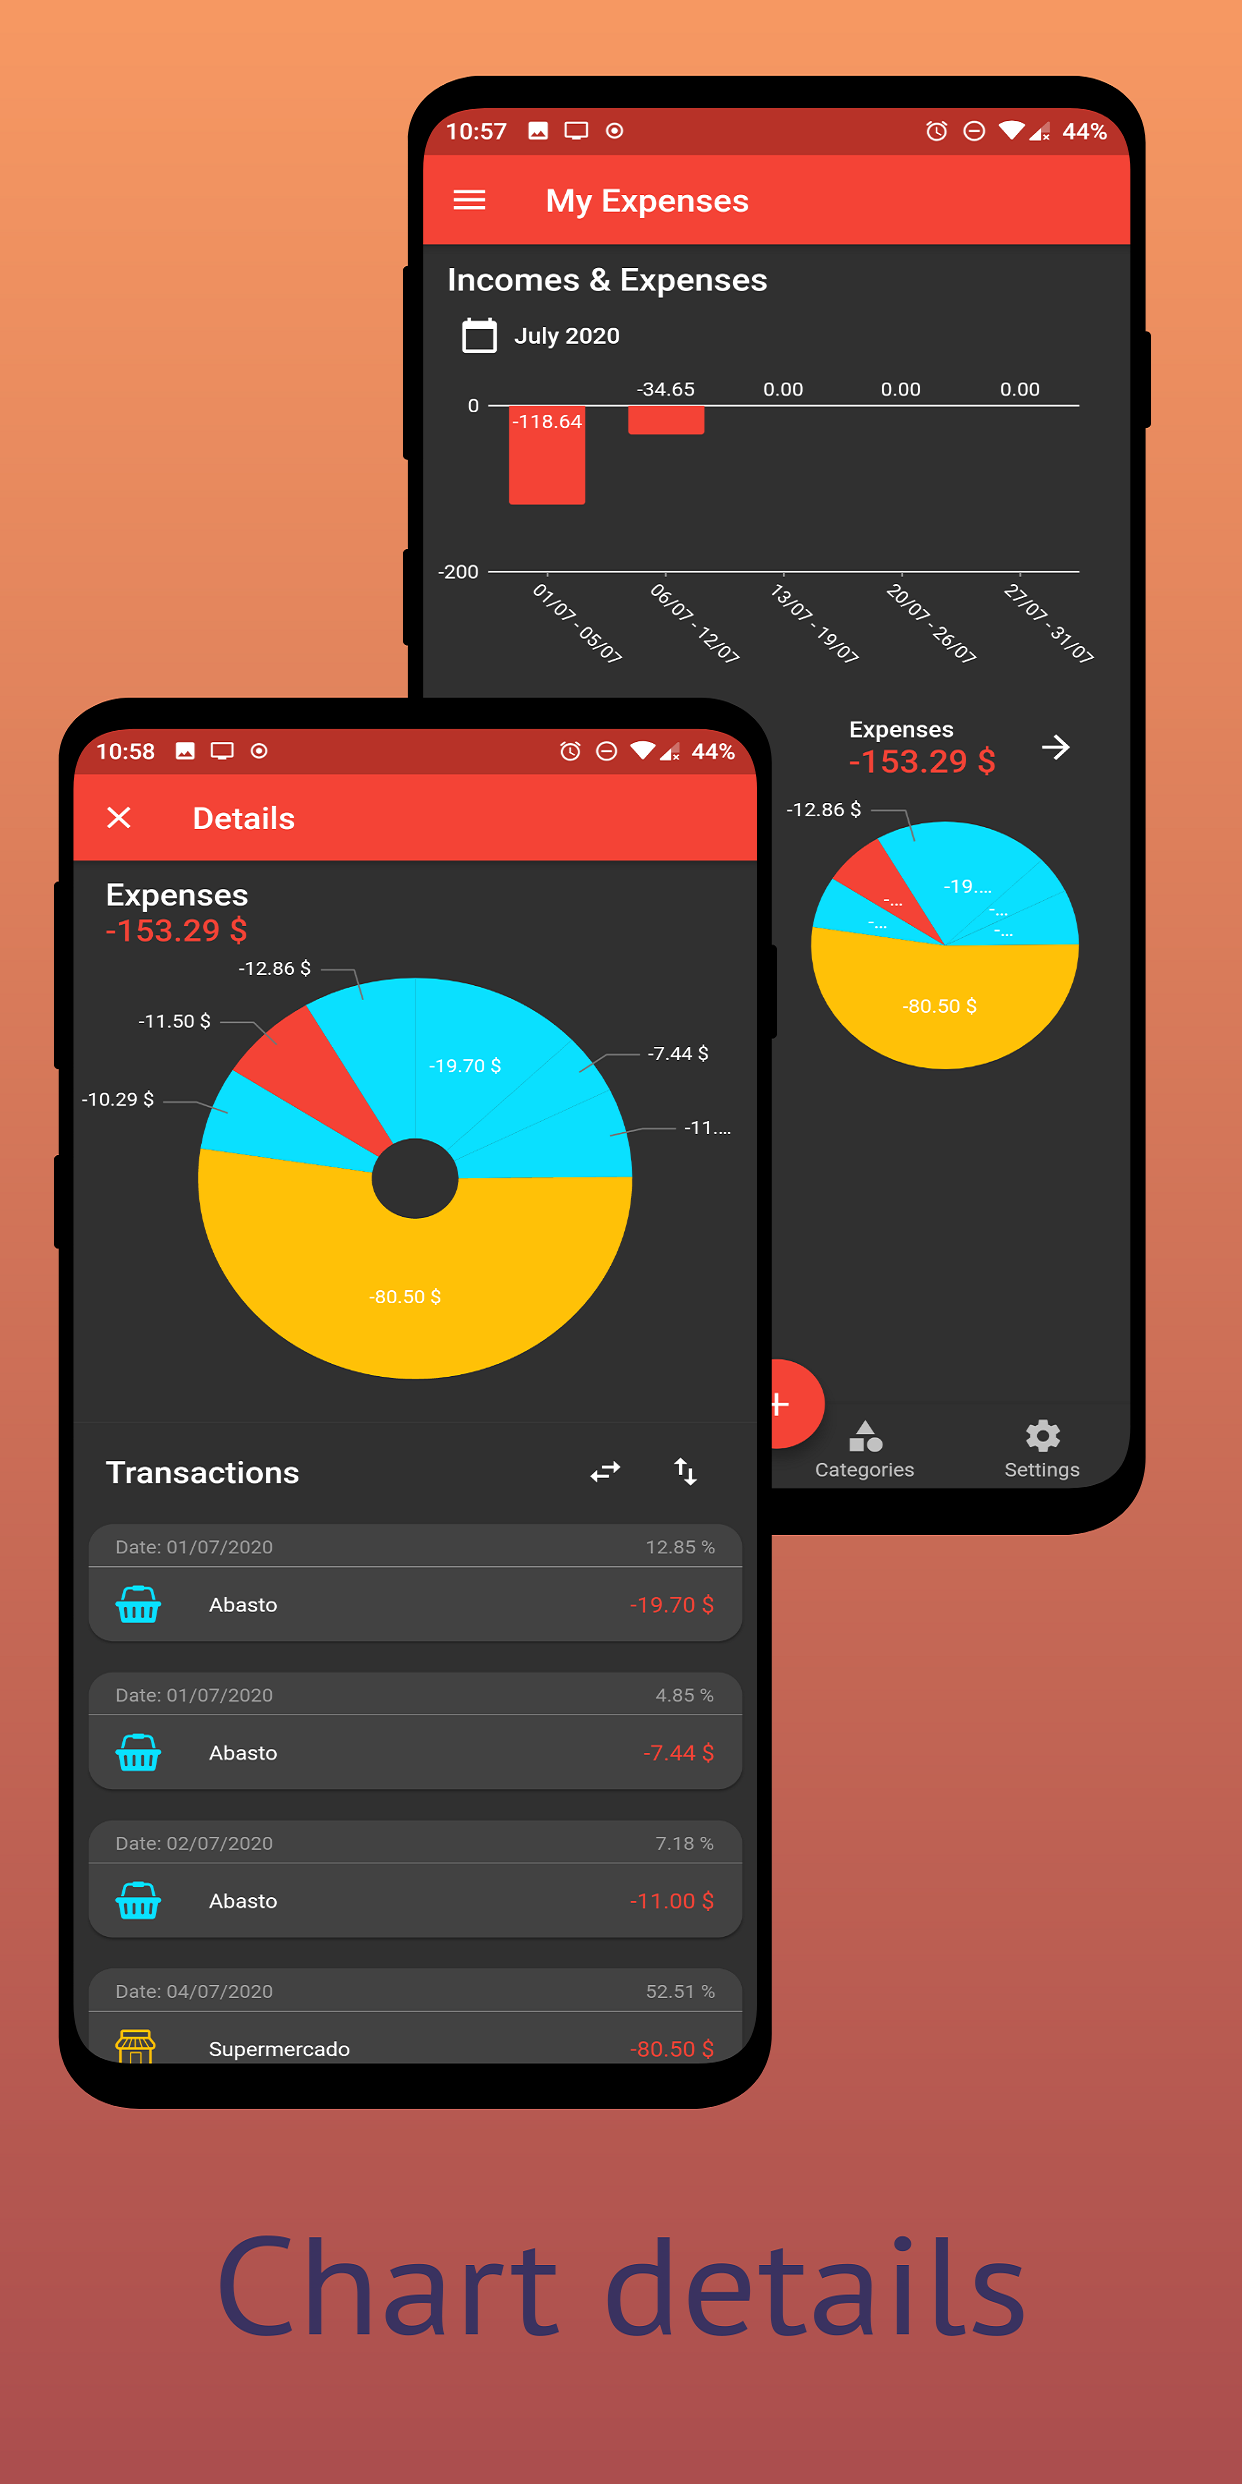 10:57 44%
My Expenses
Incomes & Expenses
July 2020
-34.65 0.00 0.00 0.00
0
-118.64
-200
01/07 - 05/07 06/07 - 12/07 13/07 - 19/07 20/07 - 26/07 27/07 - 31/07
Expenses
-153.29 $
-12.86 $
-19....
-...
-...
-...
-...
-80.50 $
+
Categories Settings
10:58 44%
Details
Expenses
-153.29 $
-12.86 $
-11.50 $
-7.44 $
-19.70 $
-10.29 $
-11....
-80.50 $
Transactions
Date: 01/07/2020 12.85 %
Abasto -19.70 $
Date: 01/07/2020 4.85 %
Abasto -7.44 $
Date: 02/07/2020 7.18 %
Abasto -11.00 $
Date: 04/07/2020 52.51 %
Supermercado -80.50 $
Chart details